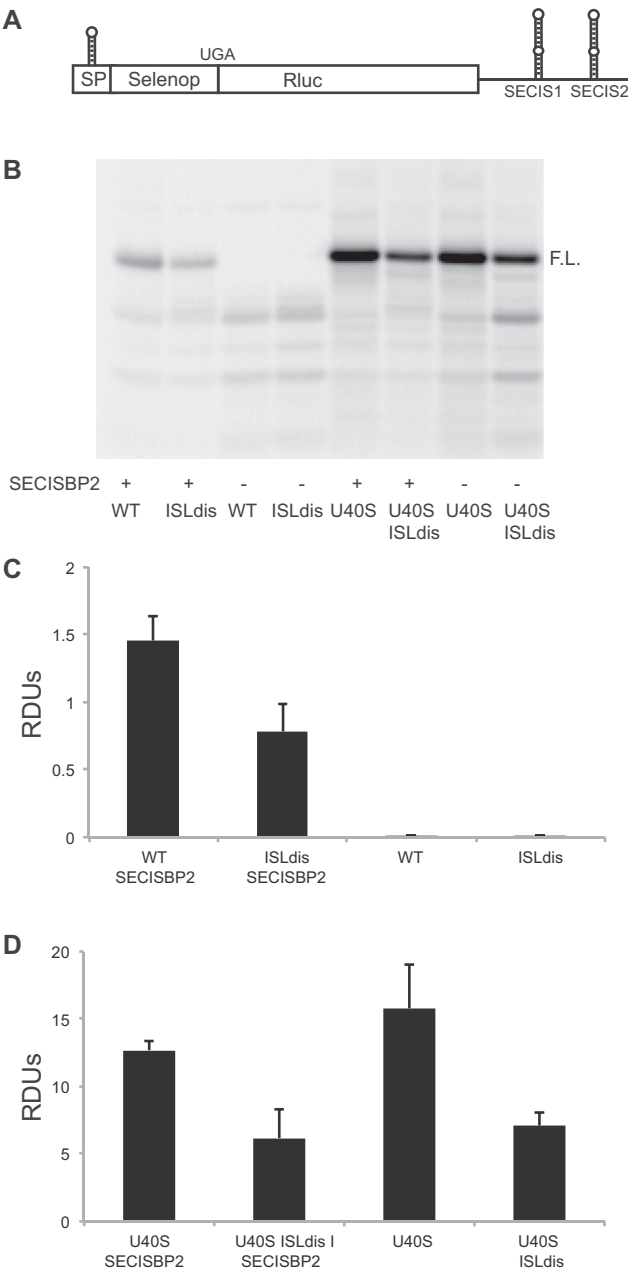 A
UGA
SP Selenop Rluc
SECIS1 SECIS2
B
F.L.
SECISBP2 + + - - + + - -
WT ISLdis WT ISLdis U40S U40S U40S U40S
ISLdis ISLdis
C
2
1.5
1
0.5
0
RDUs
WT ISLdis WT ISLdis
SECISBP2 SECISBP2
D
20
15
10
5
0
RDUs
U40S U40S ISLdis I U40S U40S
SECISBP2 SECISBP2 ISLdis